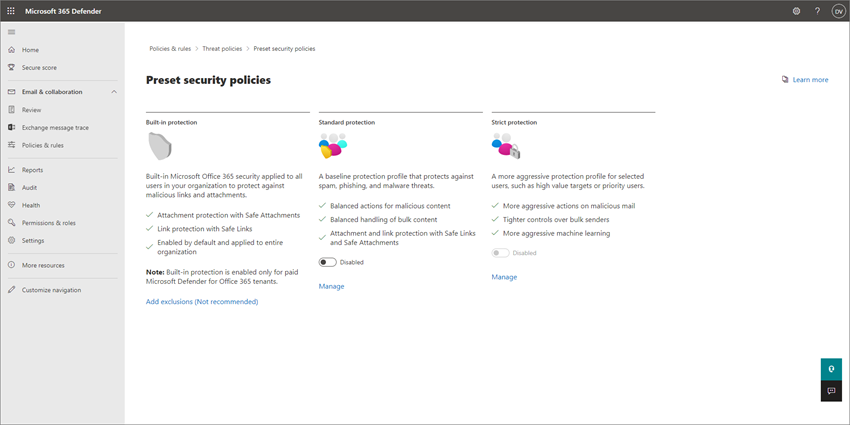 Microsoft 365 Defender
?
DV
Home
Secure score
Email & collaboration
Review
Exchange message trace
Policies & rules
Reports
Audit
Health
Permissions & roles
Settings
More resources
Customize navigation
Policies & rules > Threat policies > Preset security policies
Preset security policies
Learn more
Built-in protection
Built-in Microsoft Office 365 security applied to all
users in your organization to protect against
malicious links and attachments.
Attachment protection with Safe Attachments
Link protection with Safe Links
Enabled by default and applied to entire
organization
Note: Built-in protection is enabled only for paid
Microsoft Defender for Office 365 tenants.
Add exclusions (Not recommended)
Standard protection
A baseline protection profile that protects against
spam, phishing, and malware threats.
Balanced actions for malicious content
Balanced handling of bulk content
Attachment and link protection with Safe Links
and Safe Attachments
Disabled
Manage
Strict protection
A more aggressive protection profile for selected
users, such as high value targets or priority users.
More aggressive actions on malicious mail
Tighter controls over bulk senders
More aggressive machine learning
Disabled
Manage